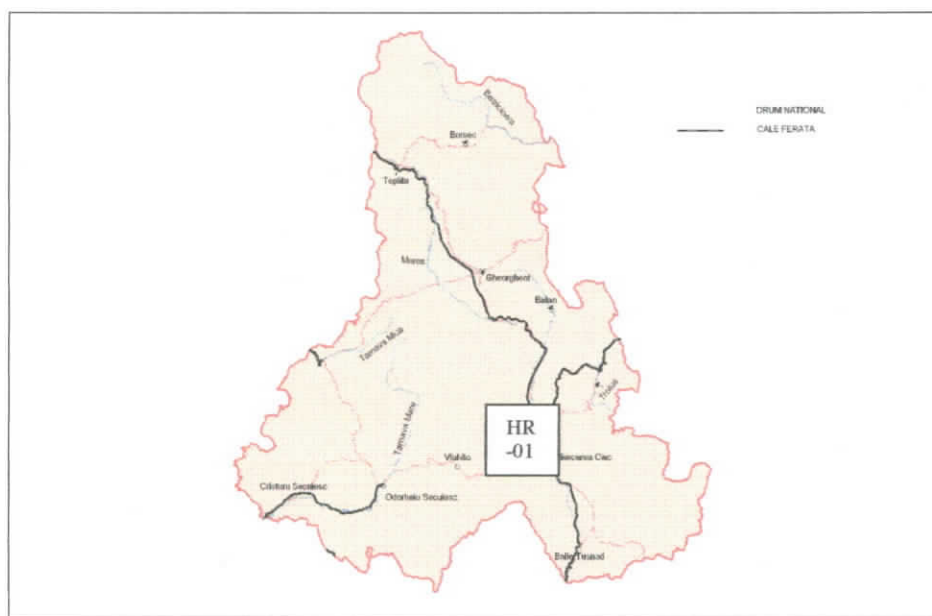 DRUM NATIONAL
CALE FERATA
Borsec
Toplita
Mures
Gheorgheni
Balan
Tarnava Mica
Trotus
Tarnava Mare
HR
-01
Vlahita
Miercurea Ciuc
Cristuru Secuiesc
Odorheiu Secuiesc
Baile Tusnad